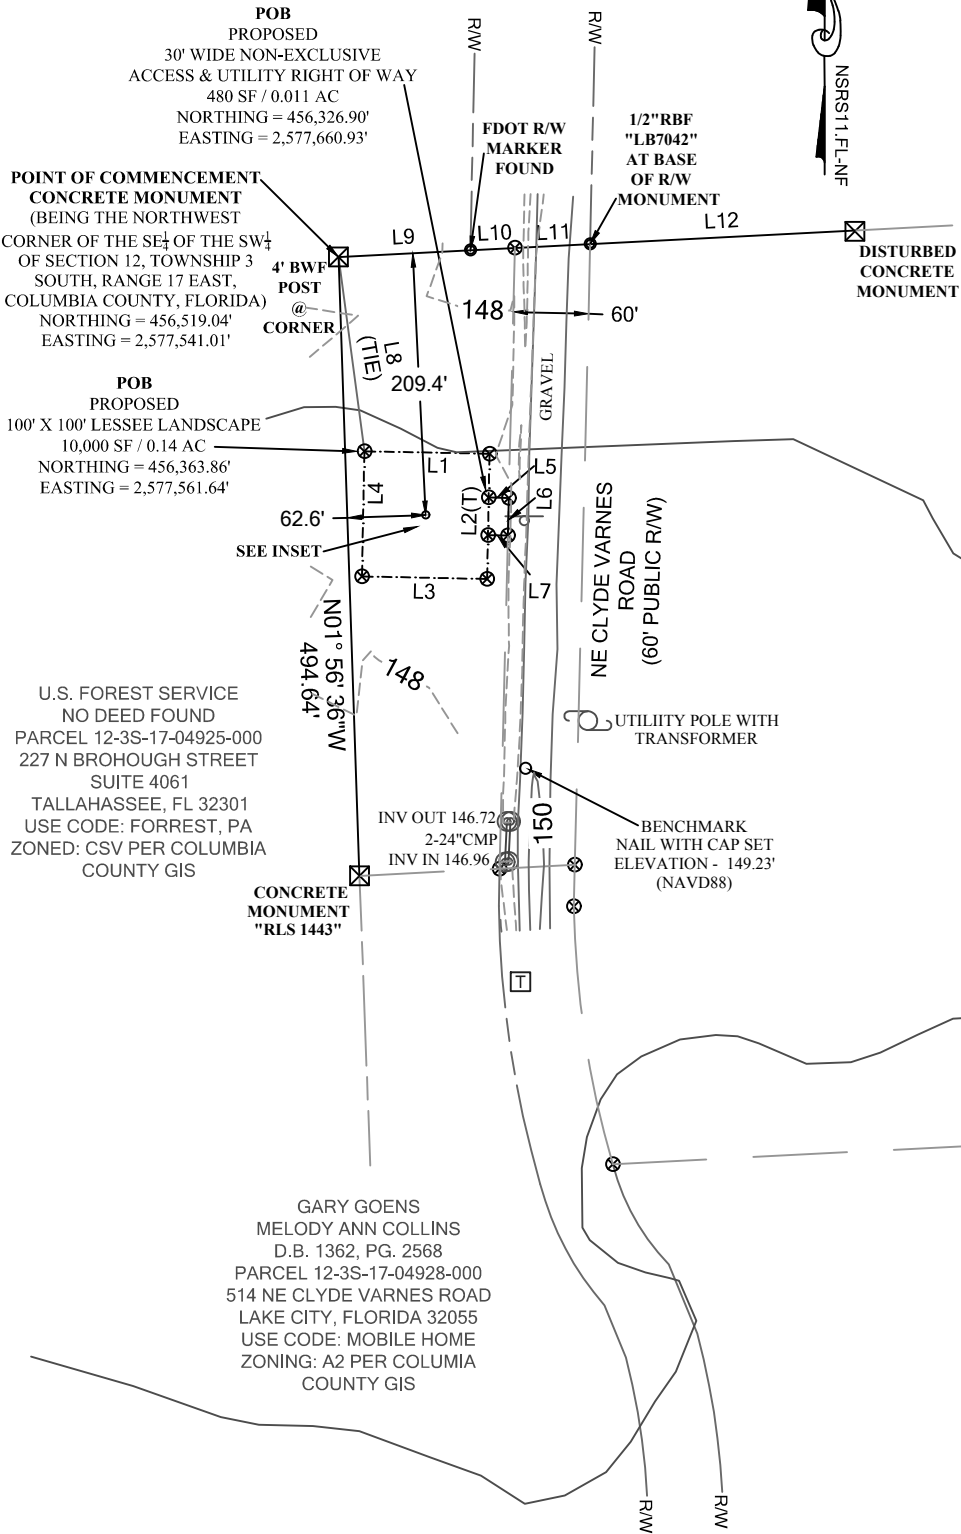 POB
PROPOSED
30' WIDE NON-EXCLUSIVE
ACCESS & UTILITY RIGHT OF WAY
480 SF / 0.011 AC
NORTHING = 456,326.90'
EASTING = 2,577,660.93'
R/W
R/W
NSRS11.FL-NF
FDOT R/W
MARKER
FOUND
1/2"RBF
"LB7042"
AT BASE
OF R/W
MONUMENT
POINT OF COMMENCEMENT
CONCRETE MONUMENT
(BEING THE NORTHWEST
CORNER OF THE SE1/4 OF THE SW1/4
OF SECTION 12, TOWNSHIP 3
SOUTH, RANGE 17 EAST,
COLUMBIA COUNTY, FLORIDA)
NORTHING = 456,519.04'
EASTING = 2,577,541.01'
L9
L10
L11
L12
DISTURBED
CONCRETE
MONUMENT
4' BWF
POST
@
CORNER
148
60'
L8
(TIE)
209.4'
GRAVEL
POB
PROPOSED
100' X 100' LESSEE LANDSCAPE
10,000 SF / 0.14 AC
NORTHING = 456,363.86'
EASTING = 2,577,561.64'
L1
L4
L2(T)
L5
L6
L7
L3
62.6'
SEE INSET
NE CLYDE VARNES
ROAD
(60' PUBLIC R/W)
N01° 56' 36"W
494.64'
148
U.S. FOREST SERVICE
NO DEED FOUND
PARCEL 12-3S-17-04925-000
227 N BROHOUGH STREET
SUITE 4061
TALLAHASSEE, FL 32301
USE CODE: FORREST, PA
ZONED: CSV PER COLUMBIA
COUNTY GIS
UTILIITY POLE WITH
TRANSFORMER
INV OUT 146.72
2-24"CMP
INV IN 146.96
150
BENCHMARK
NAIL WITH CAP SET
ELEVATION - 149.23'
(NAVD88)
CONCRETE
MONUMENT
"RLS 1443"
T
GARY GOENS
MELODY ANN COLLINS
D.B. 1362, PG. 2568
PARCEL 12-3S-17-04928-000
514 NE CLYDE VARNES ROAD
LAKE CITY, FLORIDA 32055
USE CODE: MOBILE HOME
ZONING: A2 PER COLUMIA
COUNTY GIS
R/W
R/W